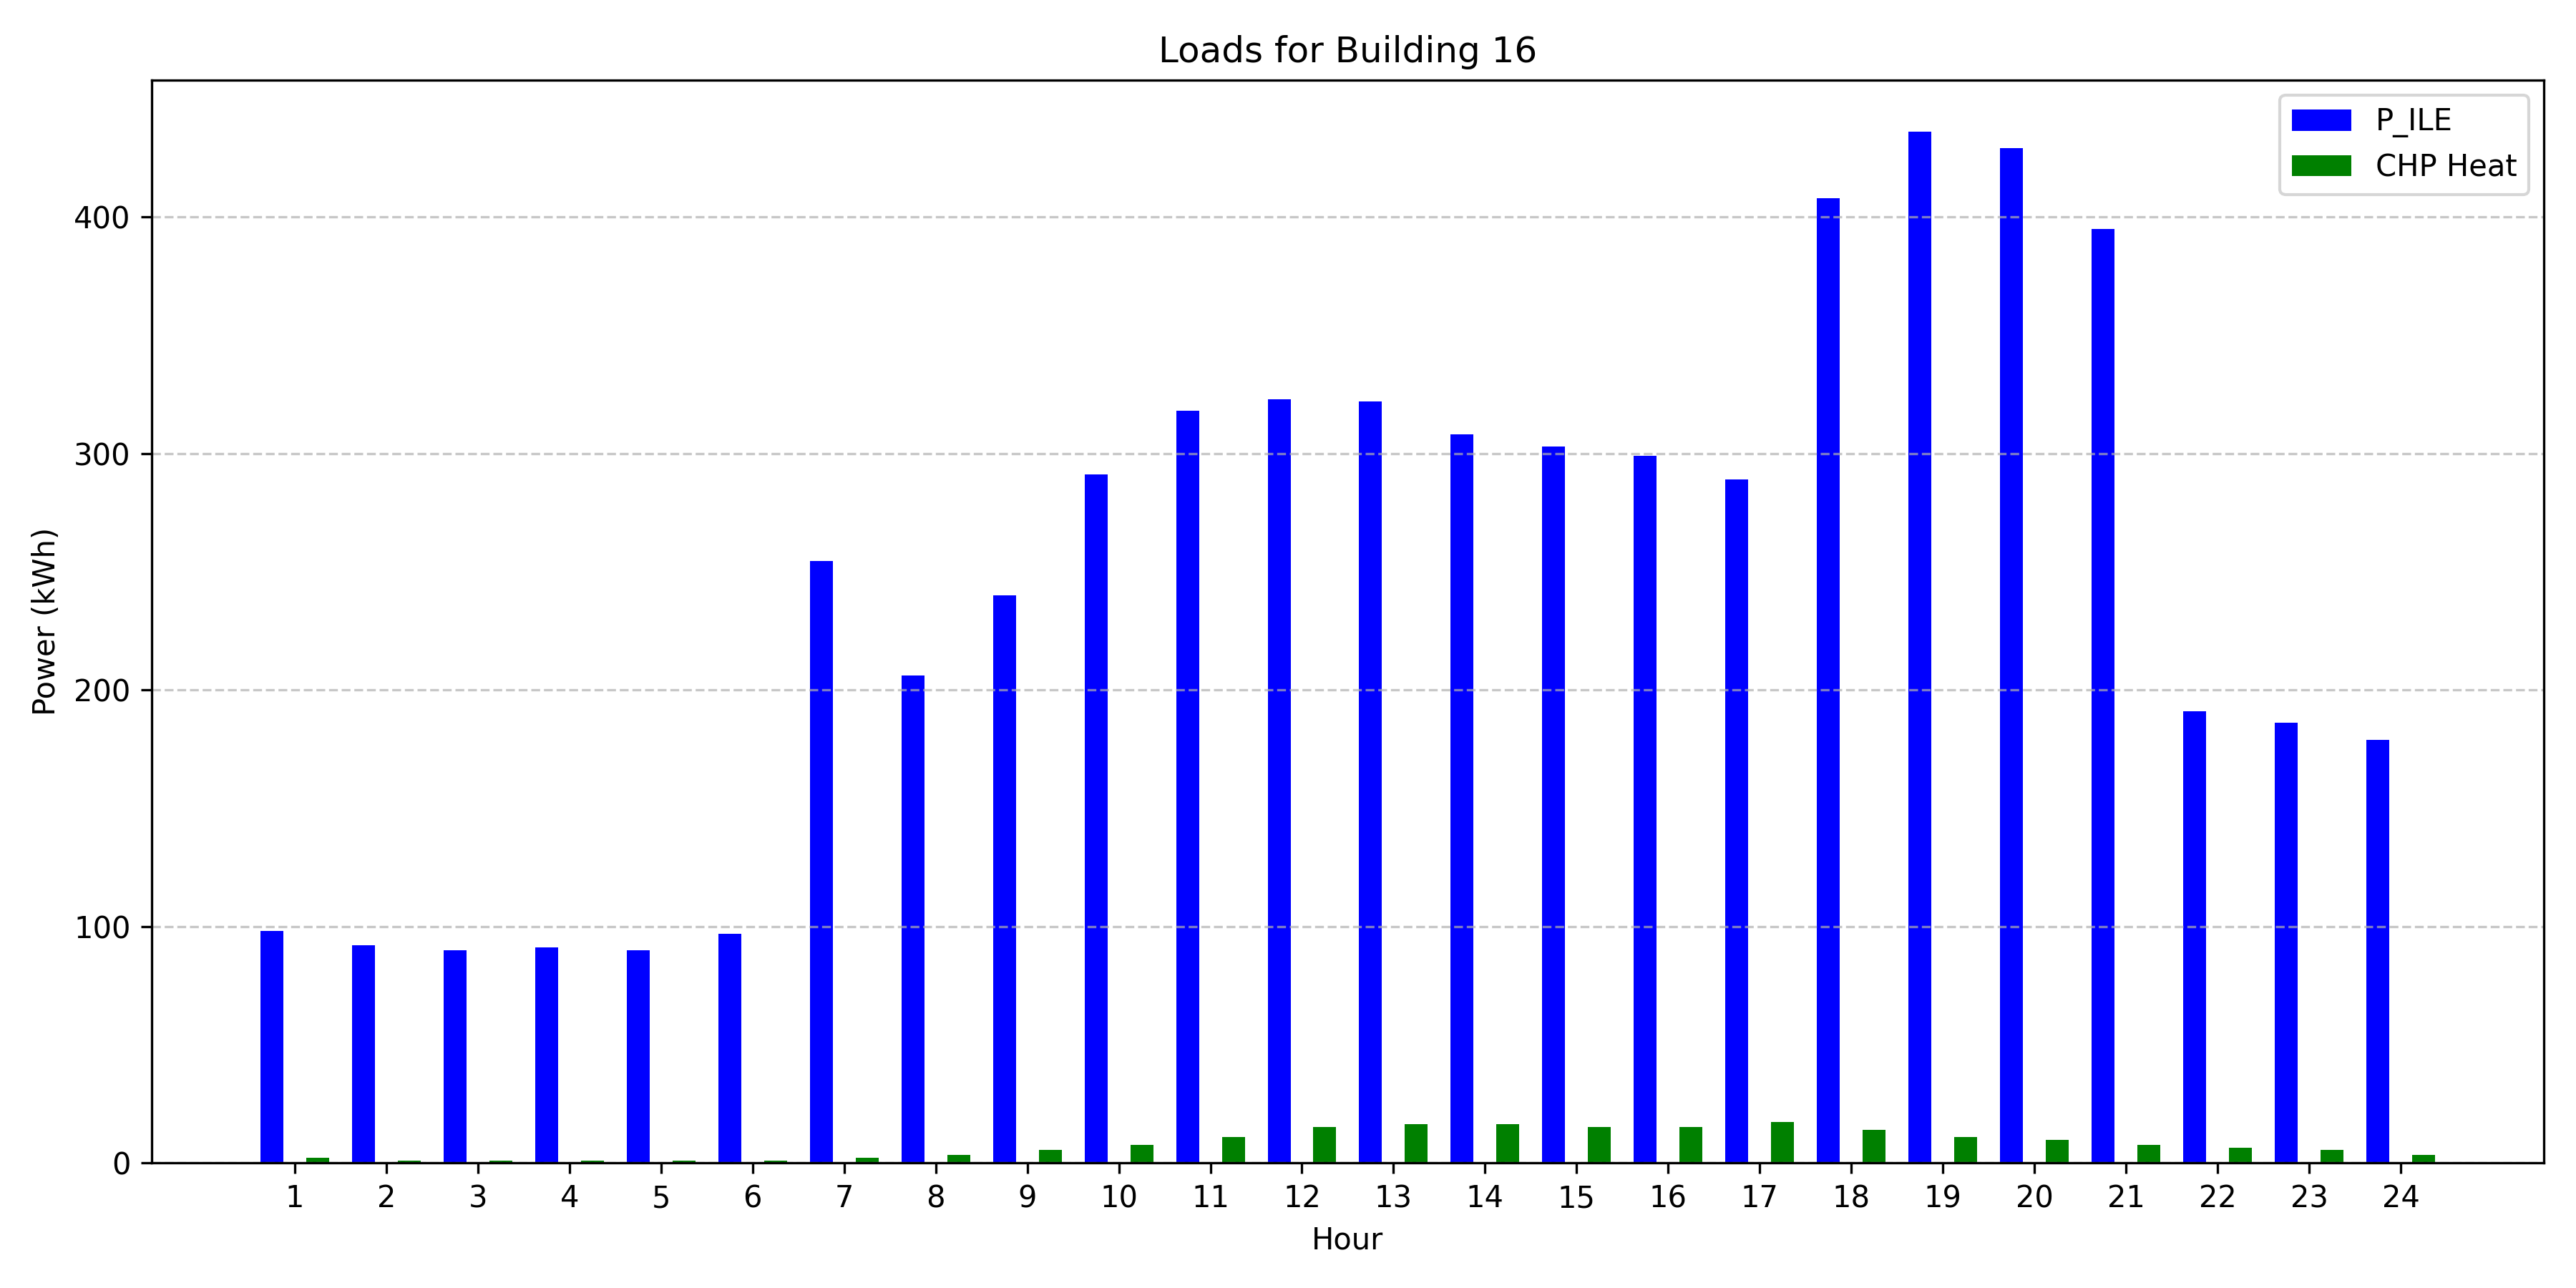 Loads for Building 16
P_ILE
CHP Heat
Power (kWh)
400
300
200
100
0
1 2 3 4 5 6 7 8 9 10 11 12 13 14 15 16 17 18 19 20 21 22 23 24
Hour